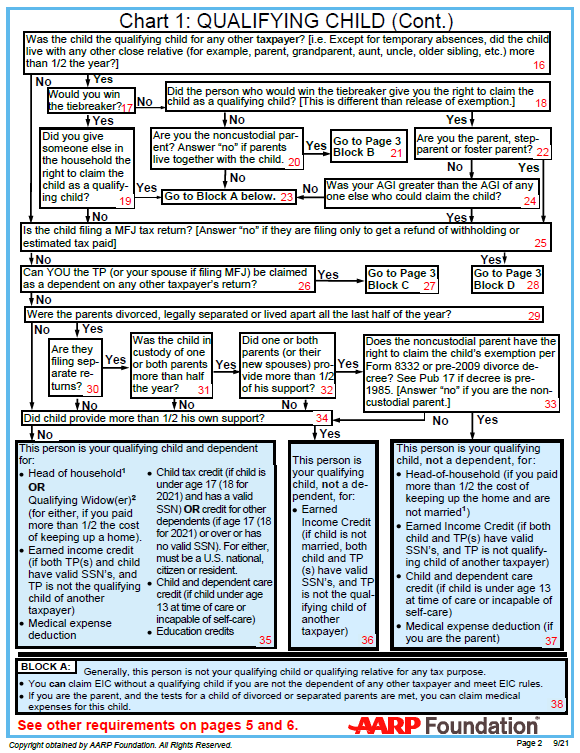 Chart 1: QUALIFYING CHILD (Cont.)
Was the child the qualifying child for any other taxpayer? [i.e. Except for temporary absences, did the child
live with any other close relative (for example, parent, grandparent, aunt, uncle, older sibling, etc.) more
than 1/2 the year?]
16
No
Yes
Would you win
the tiebreaker?
17
No
Did the person who would win the tiebreaker give you the right to claim the
child as a qualifying child? [This is different than release of exemption.]
18
Yes
No
Yes
Did you give
someone else in
the household the
right to claim the
child as a qualify-
ing child?
19
Yes
No
Are you the noncustodial par-
ent? Answer “no” if parents
live together with the child.
20
Yes
Go to Page 3
Block B
21
Are you the parent, step-
parent or foster parent?
22
No
No
Yes
Go to Block A below.
23
No
Was your AGI greater than the AGI of any
one else who could claim the child?
24
Yes
Is the child filing a MFJ tax return? [Answer “no” if they are filing only to get a refund of withholding or
estimated tax paid]
25
No
Yes
Can YOU the TP (or your spouse if filing MFJ) be claimed
as a dependent on any other taxpayer's return?
26
Yes
Go to Page 3
Block C
27
Go to Page 3
Block D
28
No
Were the parents divorced, legally separated or lived apart all the last half of the year?
29
No
Yes
Are they
filing sep-
arate re-
turns?
30
Yes
No
Was the child in
custody of one
or both parents
more than half
the year?
31
Yes
No
Did one or both
parents (or their
new spouses) pro-
vide more than 1/2
of his support?
32
Yes
No
Does the noncustodial parent have the
right to claim the child's exemption per
Form 8332 or pre-2009 divorce de-
cree? See Pub 17 if decree is pre-
1985. [Answer “no” if you are the non-
custodial parent.]
33
No
Yes
Did child provide more than 1/2 his own support?
34
No
Yes
This person is your qualifying child and dependent
for:
• Head of household¹
OR
Qualifying Widow(er)²
(for either, if you paid
more than 1/2 the cost
of keeping up a home).
• Earned income credit
(if both TP(s) and child
have valid SSN's, and
TP is not the qualifying
child of another
taxpayer)
• Medical expense
deduction
• Child tax credit (if child is
under age 17 (18 for
2021) and has a valid
SSN) OR credit for other
dependents (if age 17 (18
for 2021) or over or has
no valid SSN). For either,
must be a U.S. national,
citizen or resident.
• Child and dependent care
credit (if child under age
13 at time of care or
incapable of self-care)
• Education credits
35
This person is
your qualifying
child, not a de-
pendent, for:
• Earned
Income Credit
(if child is not
married, both
child and TP
(s) have valid
SSN's, and TP
is not the qual-
ifying child of
another
taxpayer)
36
This person is your qualifying
child, not a dependent, for:
• Head-of-household (if you paid
more than 1/2 the cost of
keeping up the home and are
not married¹)
• Earned Income Credit (if both
child and TP(s) have valid
SSN's, and TP is not qualify-
ing child of another taxpayer)
• Child and dependent care
credit (if child is under age 13
at time of care or incapable of
self-care)
• Medical expense deduction (if
you are the parent)
37
BLOCK A:
Generally, this person is not your qualifying child or qualifying relative for any tax purpose.
• You can claim EIC without a qualifying child if you are not the dependent of any other taxpayer and meet EIC rules.
• If you are the parent, and the tests for a child of divorced or separated parents are met, you can claim medical
expenses for this child.
38
See other requirements on pages 5 and 6.
AARP Foundation
Copyright obtained by AARP Foundation. All Rights Reserved.
Page 2 9/21